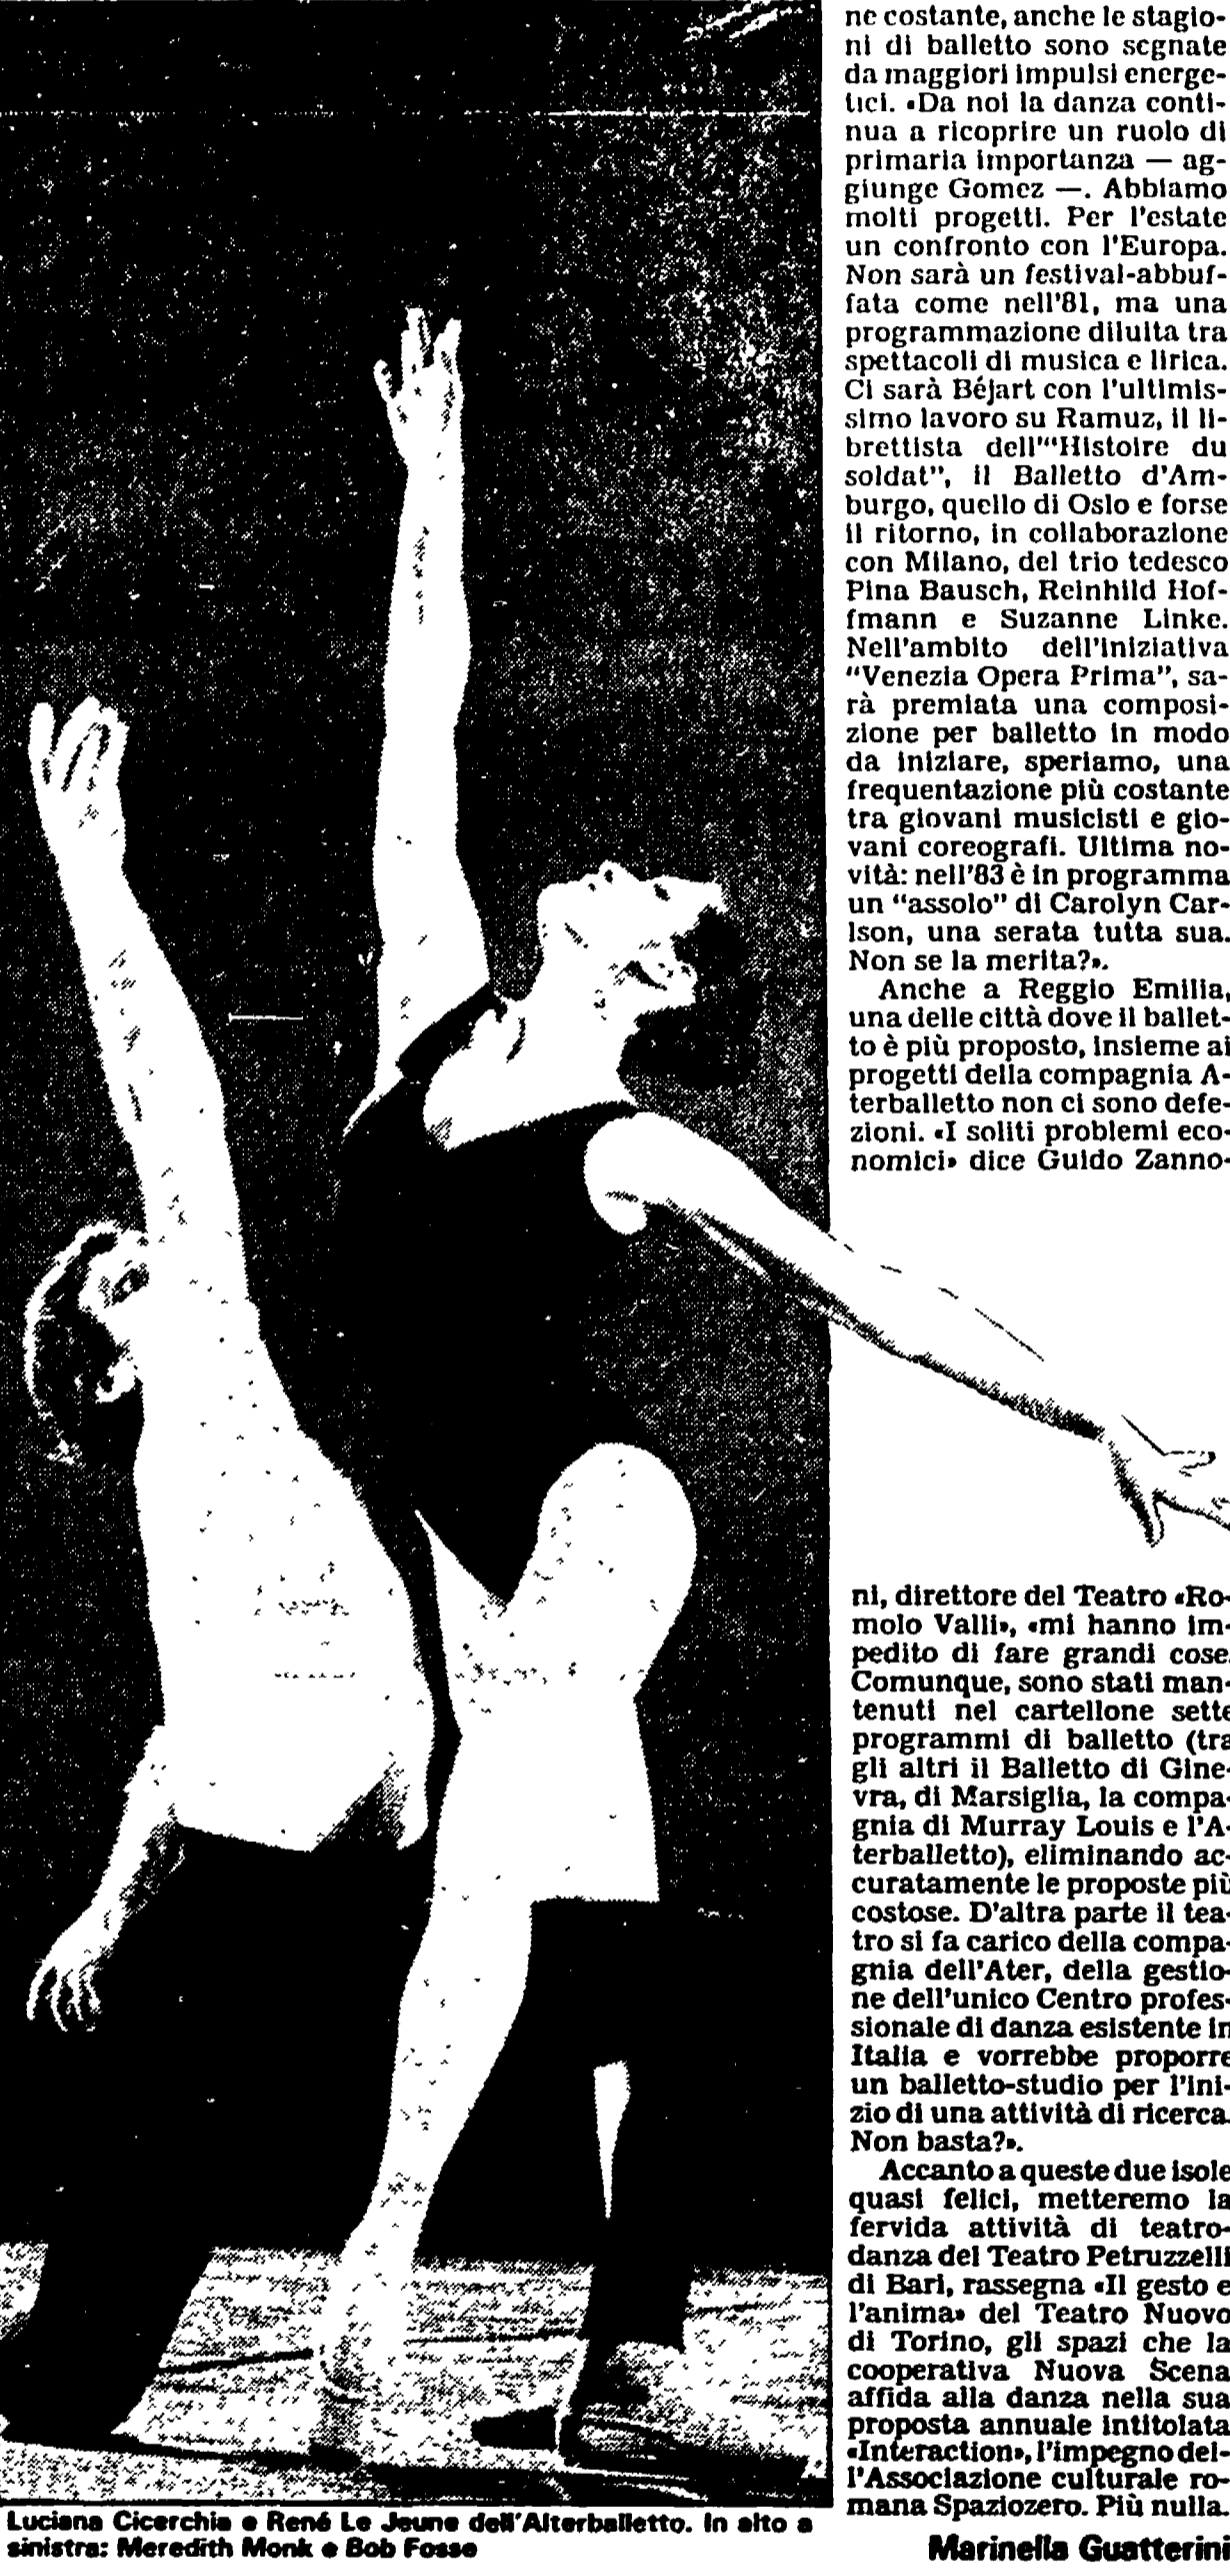 ne costante, anche le stagio-
ni di balletto sono segnate
da maggiori impulsi energe-
tici. «Da noi la danza conti-
nua a ricoprire un ruolo di
primaria importanza — ag-
giunge Gomez —. Abbiamo
molti progetti. Per l'estate
un confronto con l'Europa.
Non sarà un festival-abbuf-
fata come nell'81, ma una
programmazione diluita tra
spettacoli di musica e lirica.
Ci sarà Béjart con l'ultimis-
simo lavoro su Ramuz, il li-
brettista dell'"Histoire du
soldat", il Balletto d'Am-
burgo, quello di Oslo e forse
il ritorno, in collaborazione
con Milano, del trio tedesco
Pina Bausch, Reinhild Hof-
fmann e Suzanne Linke.
Nell'ambito dell'iniziativa
"Venezia Opera Prima", sa-
rà premiata una composi-
zione per balletto in modo
da iniziare, speriamo, una
frequentazione più costante
tra giovani musicisti e gio-
vani coreografi. Ultima no-
vità: nell'83 è in programma
un "assolo" di Carolyn Car-
lson, una serata tutta sua.
Non se la merita?».
Anche a Reggio Emilia,
una delle città dove il ballet-
to è più proposto, insieme ai
progetti della compagnia A-
terballetto non ci sono defe-
zioni. «I soliti problemi eco-
nomici» dice Guido Zanno-
ni, direttore del Teatro «Ro-
molo Valli», «mi hanno im-
pedito di fare grandi cose.
Comunque, sono stati man-
tenuti nel cartellone sette
programmi di balletto (tra
gli altri il Balletto di Gine-
vra, di Marsiglia, la compa-
gnia di Murray Louis e l'A-
terballetto), eliminando ac-
curatamente le proposte più
costose. D'altra parte il tea-
tro si fa carico della compa-
gnia dell'Ater, della gestio-
ne dell'unico Centro profes-
sionale di danza esistente in
Italia e vorrebbe proporre
un balletto-studio per l'ini-
zio di una attività di ricerca.
Non basta?».
Accanto a queste due isole
quasi felici, metteremo la
fervida attività di teatro-
danza del Teatro Petruzzelli
di Bari, rassegna «Il gesto e
l'anima» del Teatro Nuovo
di Torino, gli spazi che la
cooperativa Nuova Scena
affida alla danza nella sua
proposta annuale intitolata
«Interaction», l'impegno del-
l'Associazione culturale ro-
mana Spaziozero. Più nulla.
Marinella Guatterini
Luciana Cicerchia e René Le Jeune dell'Alterballetto. In alto a
sinistra: Meredith Monk e Bob Fosse